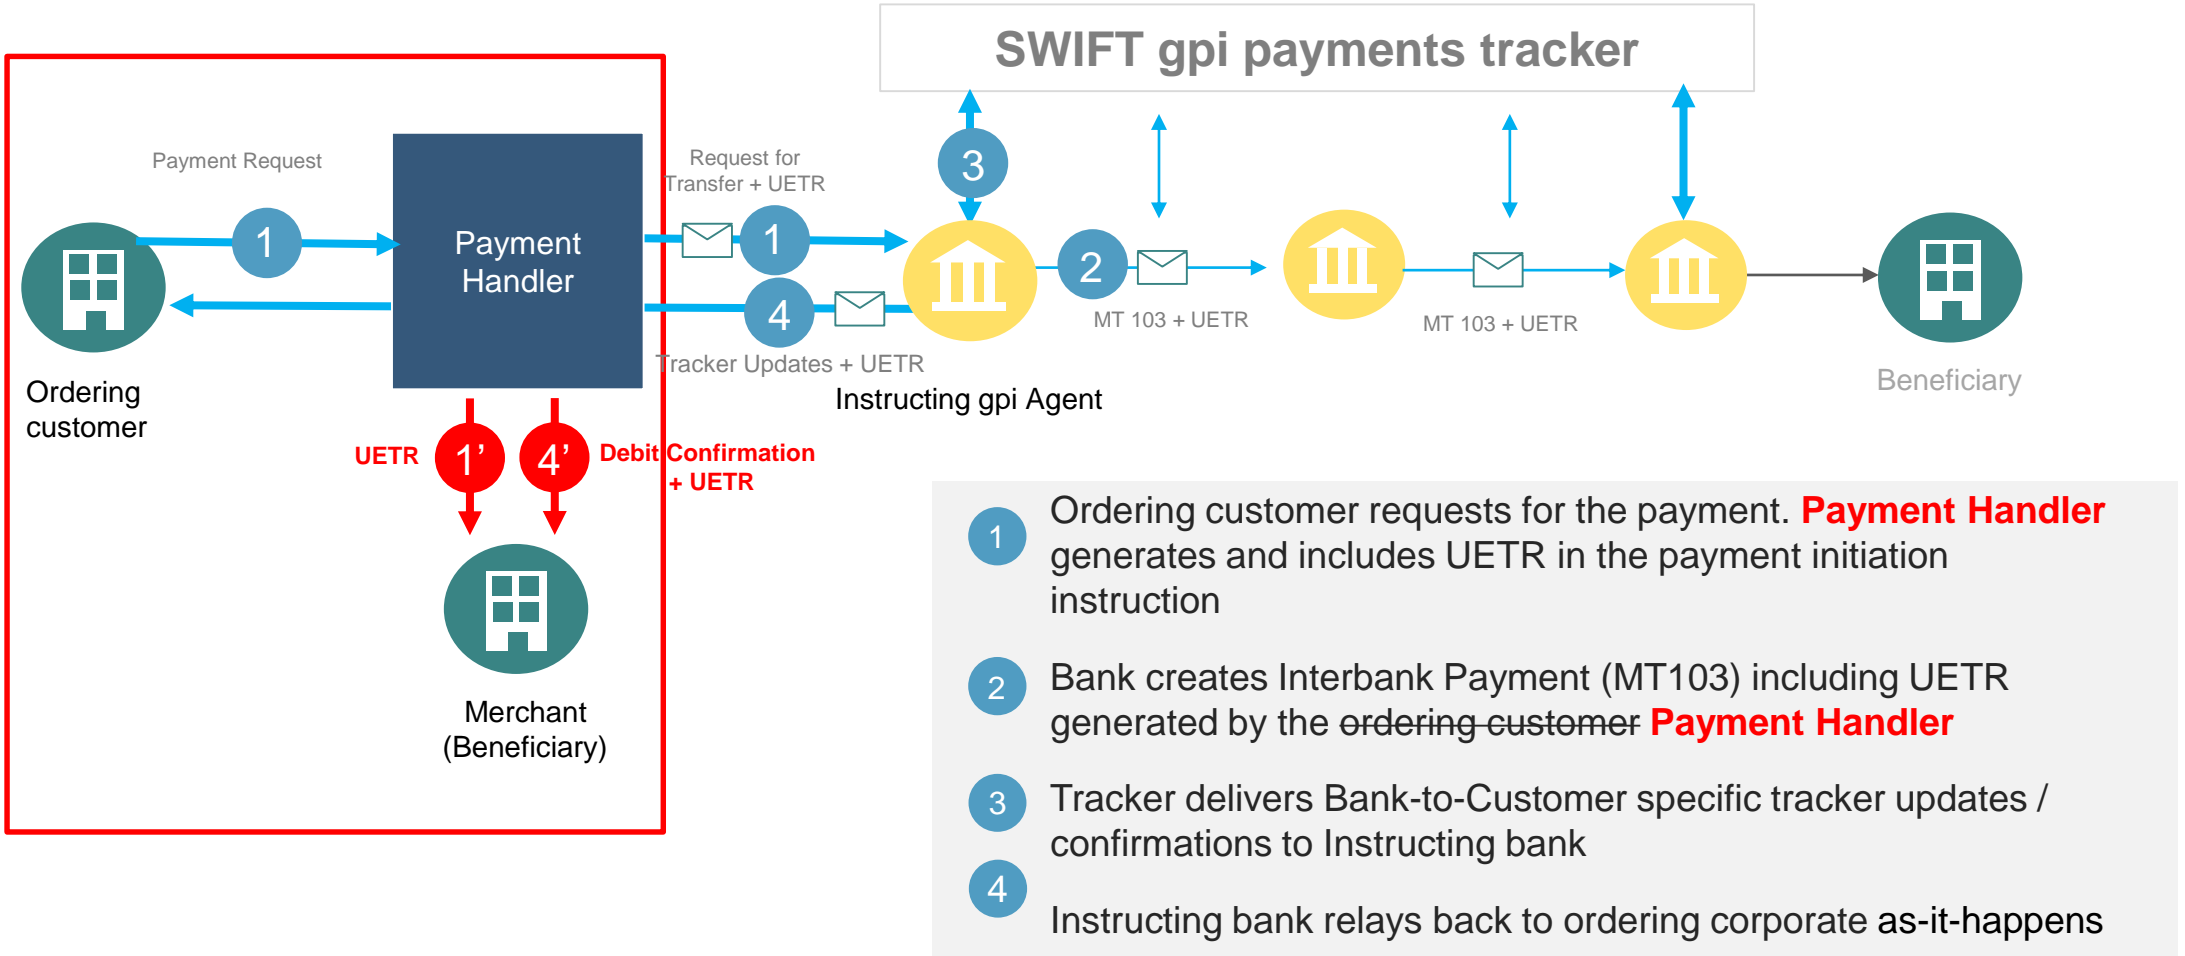 SWIFT gpi payments tracker
Payment Request
Request for
Transfer + UETR
3
1
Payment
Handler
1
2
4
MT 103 + UETR
MT 103 + UETR
Tracker Updates + UETR
Ordering
customer
Instructing gpi Agent
Beneficiary
UETR
1’
4’
Debit Confirmation
+ UETR
Merchant
(Beneficiary)
1
Ordering customer requests for the payment. Payment Handler
generates and includes UETR in the payment initiation
instruction
2
Bank creates Interbank Payment (MT103) including UETR
generated by the ordering customer Payment Handler
3
Tracker delivers Bank-to-Customer specific tracker updates /
confirmations to Instructing bank
4
Instructing bank relays back to ordering corporate as-it-happens